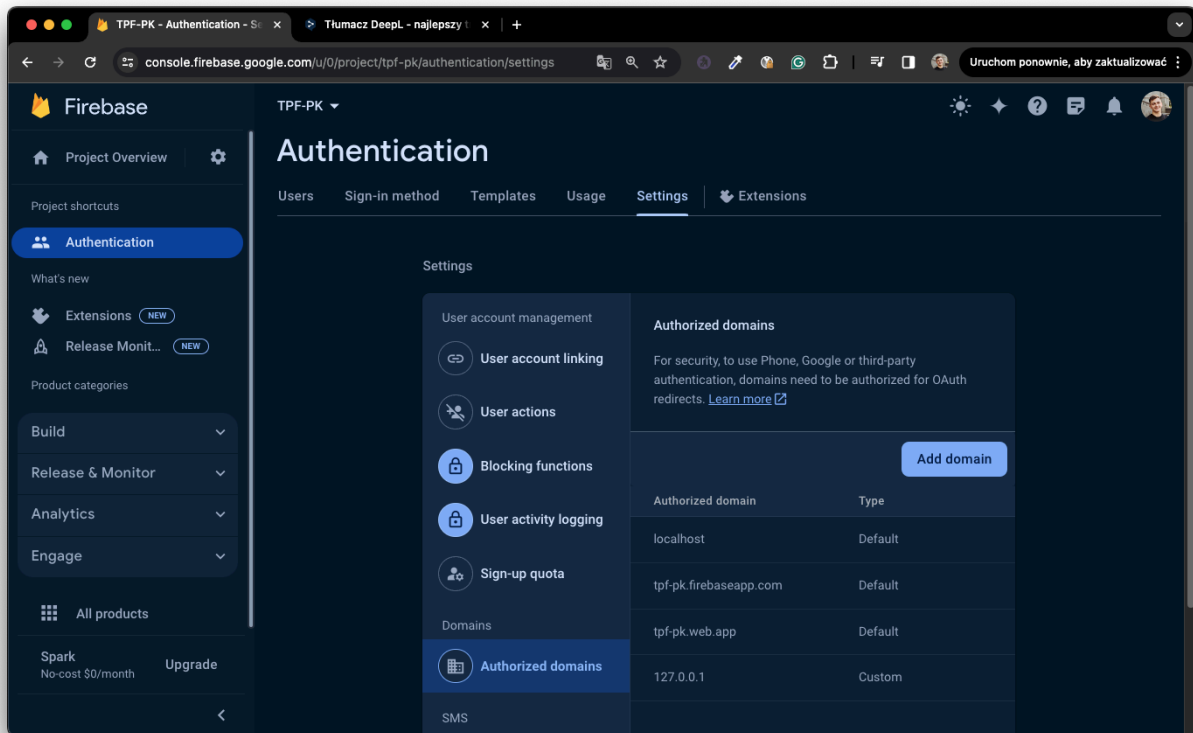 TPF-PK - Authentication - Se
Tłumacz DeepL - najlepszy t
console.firebase.google.com/u/0/project/tpf-pk/authentication/settings
Uruchom ponownie, aby zaktualizować
Firebase
Project Overview
Project shortcuts
Authentication
What's new
Extensions NEW
Release Monit... NEW
Product categories
Build
Release & Monitor
Analytics
Engage
All products
Spark
No-cost $0/month
Upgrade
TPF-PK
Authentication
Users Sign-in method Templates Usage Settings Extensions
Settings
User account management
User account linking
User actions
Blocking functions
User activity logging
Sign-up quota
Domains
Authorized domains
SMS
Authorized domains
For security, to use Phone, Google or third-party
authentication, domains need to be authorized for OAuth
redirects. Learn more
Add domain
Authorized domain Type
localhost Default
tpf-pk.firebaseapp.com Default
tpf-pk.web.app Default
127.0.0.1 Custom